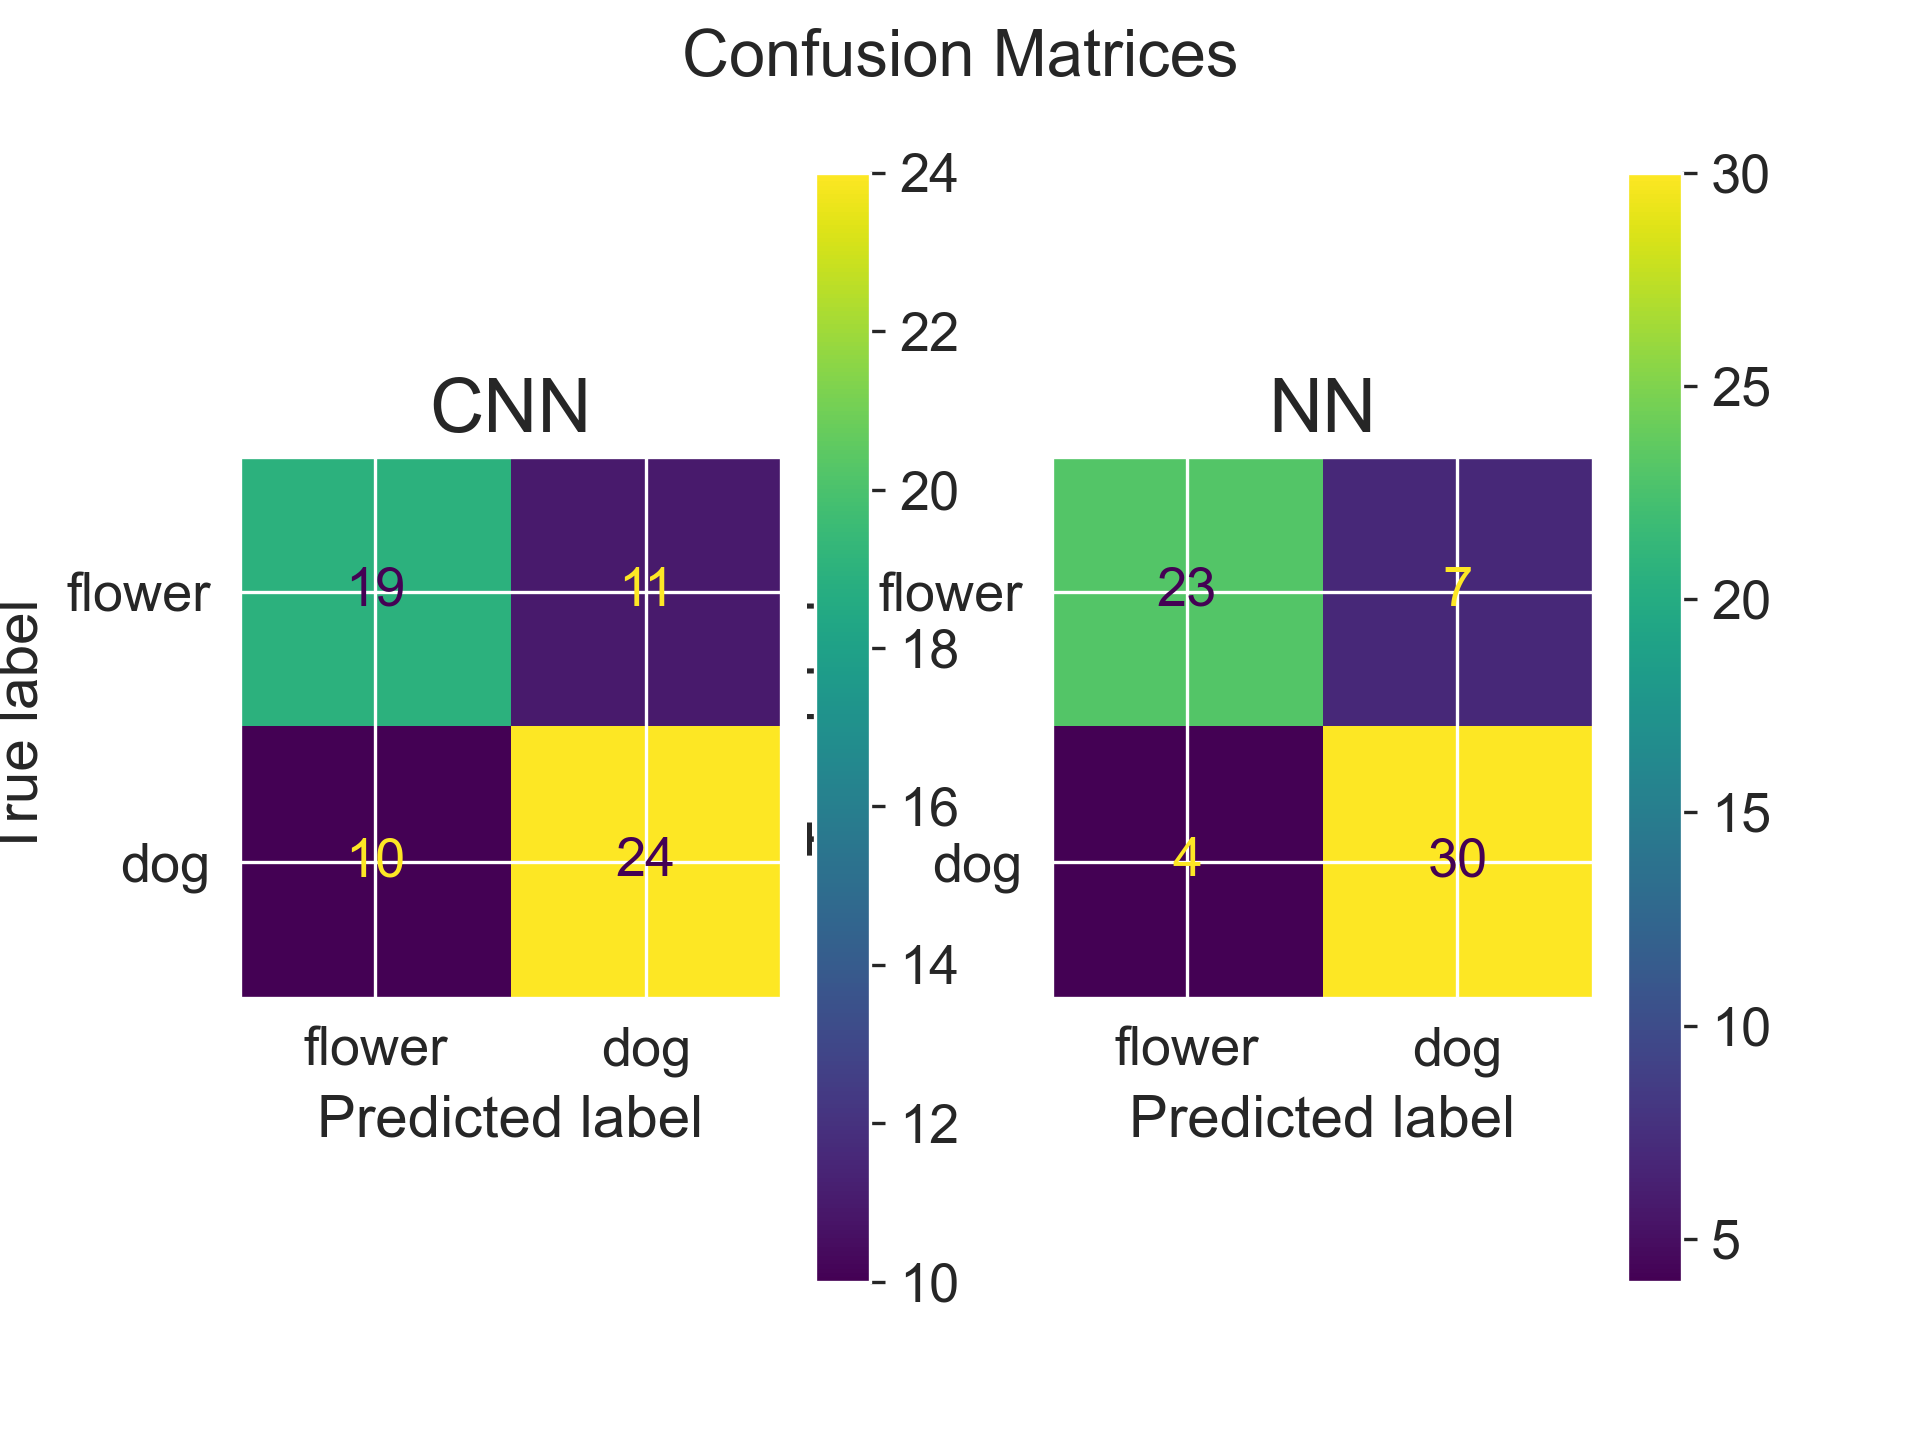 Confusion Matrices
CNN
True label
flower
dog
19 11
10 24
flower dog
Predicted label
24
22
20
18
16
14
12
10
NN
flower
dog
23 7
4 30
flower dog
Predicted label
30
25
20
15
10
5